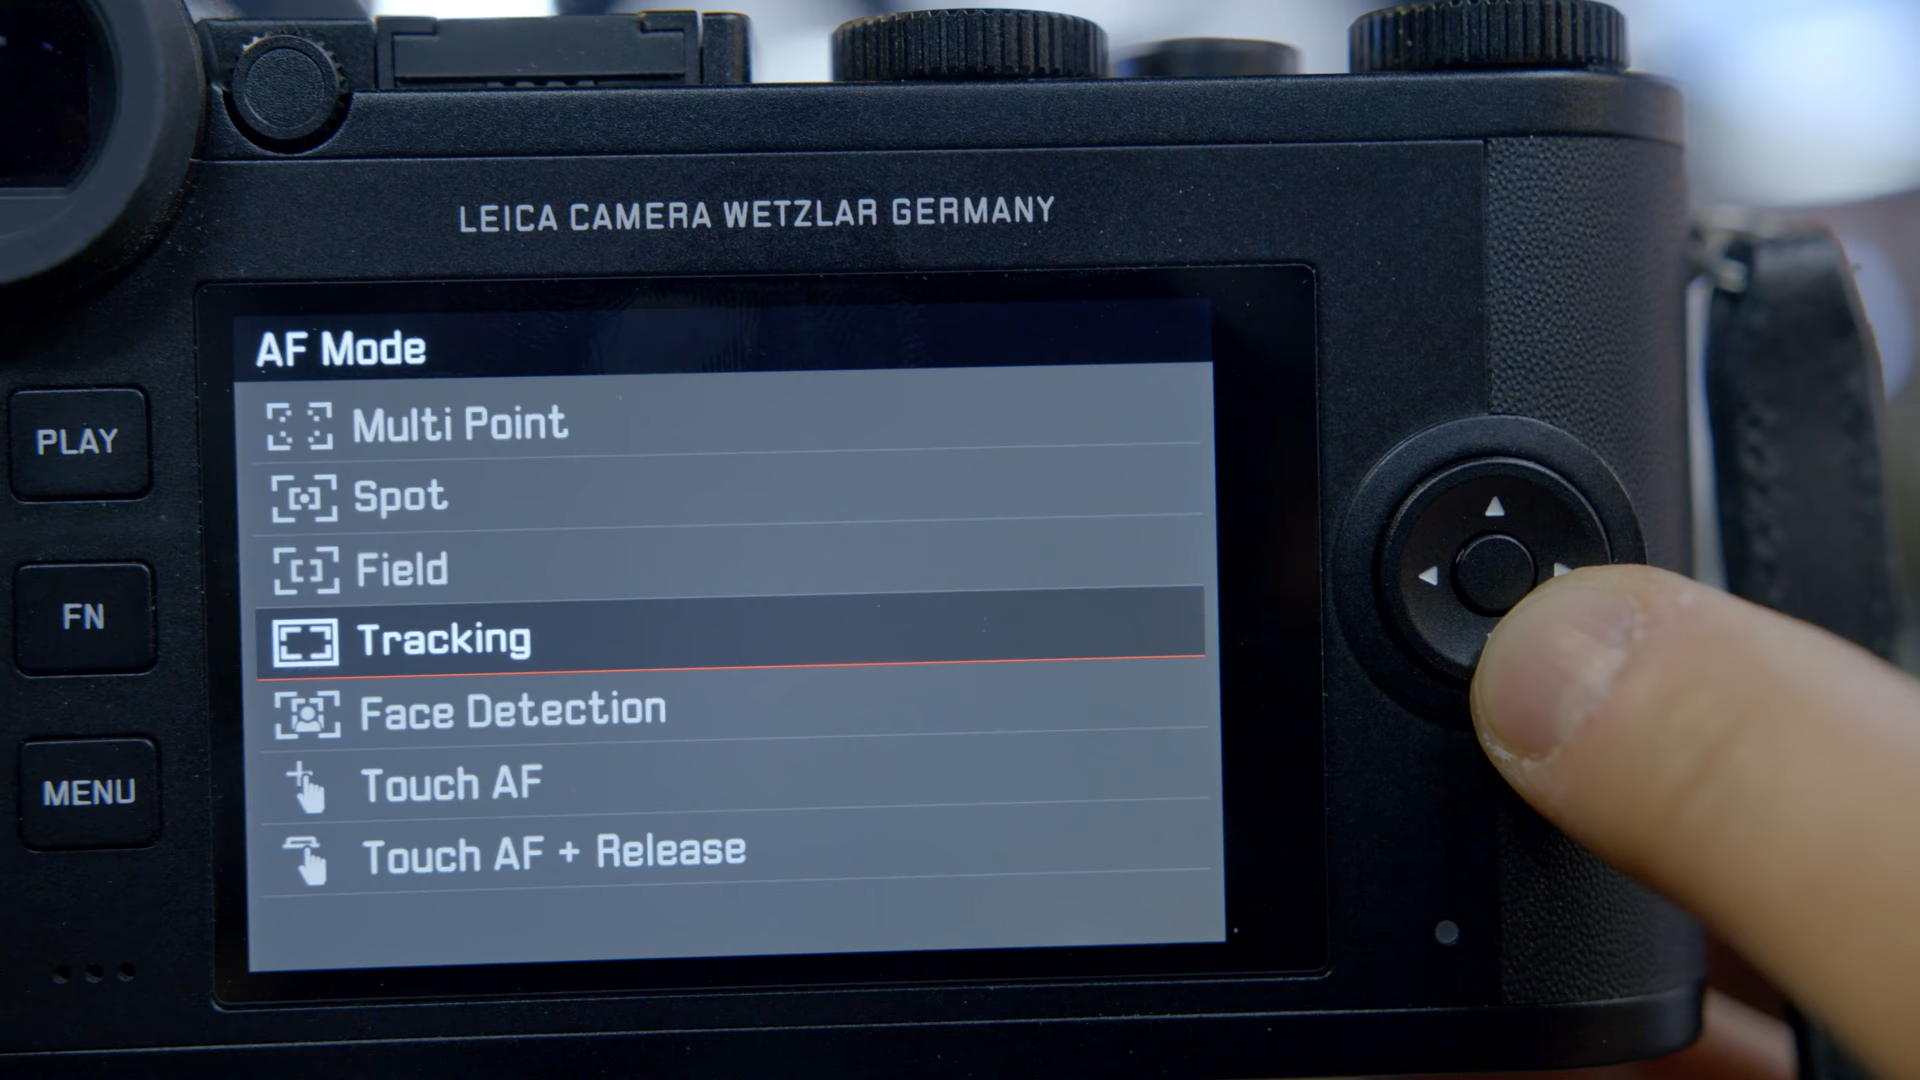 LEICA CAMERA WETZLAR GERMANY
AF Mode
Multi Point
Spot
Field
Tracking
Face Detection
Touch AF
Touch AF + Release
PLAY
FN
MENU